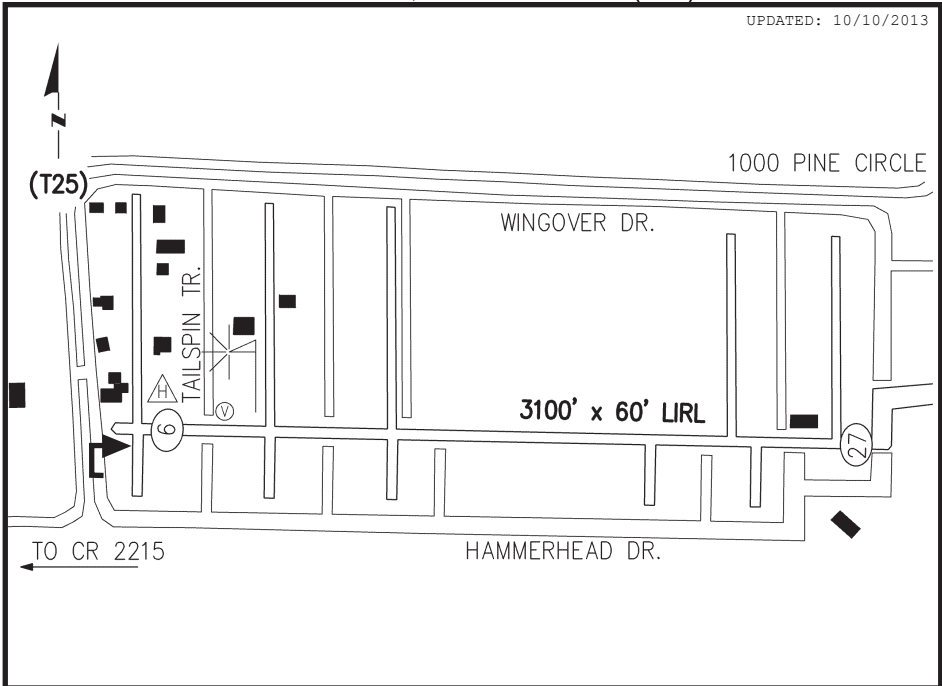 UPDATED: 10/10/2013
N
1000 PINE CIRCLE
(T25)
WINGOVER DR.
TAILSPIN TR.
H
V
3100' x 60' LIRL
9
27
TO CR 2215
HAMMERHEAD DR.